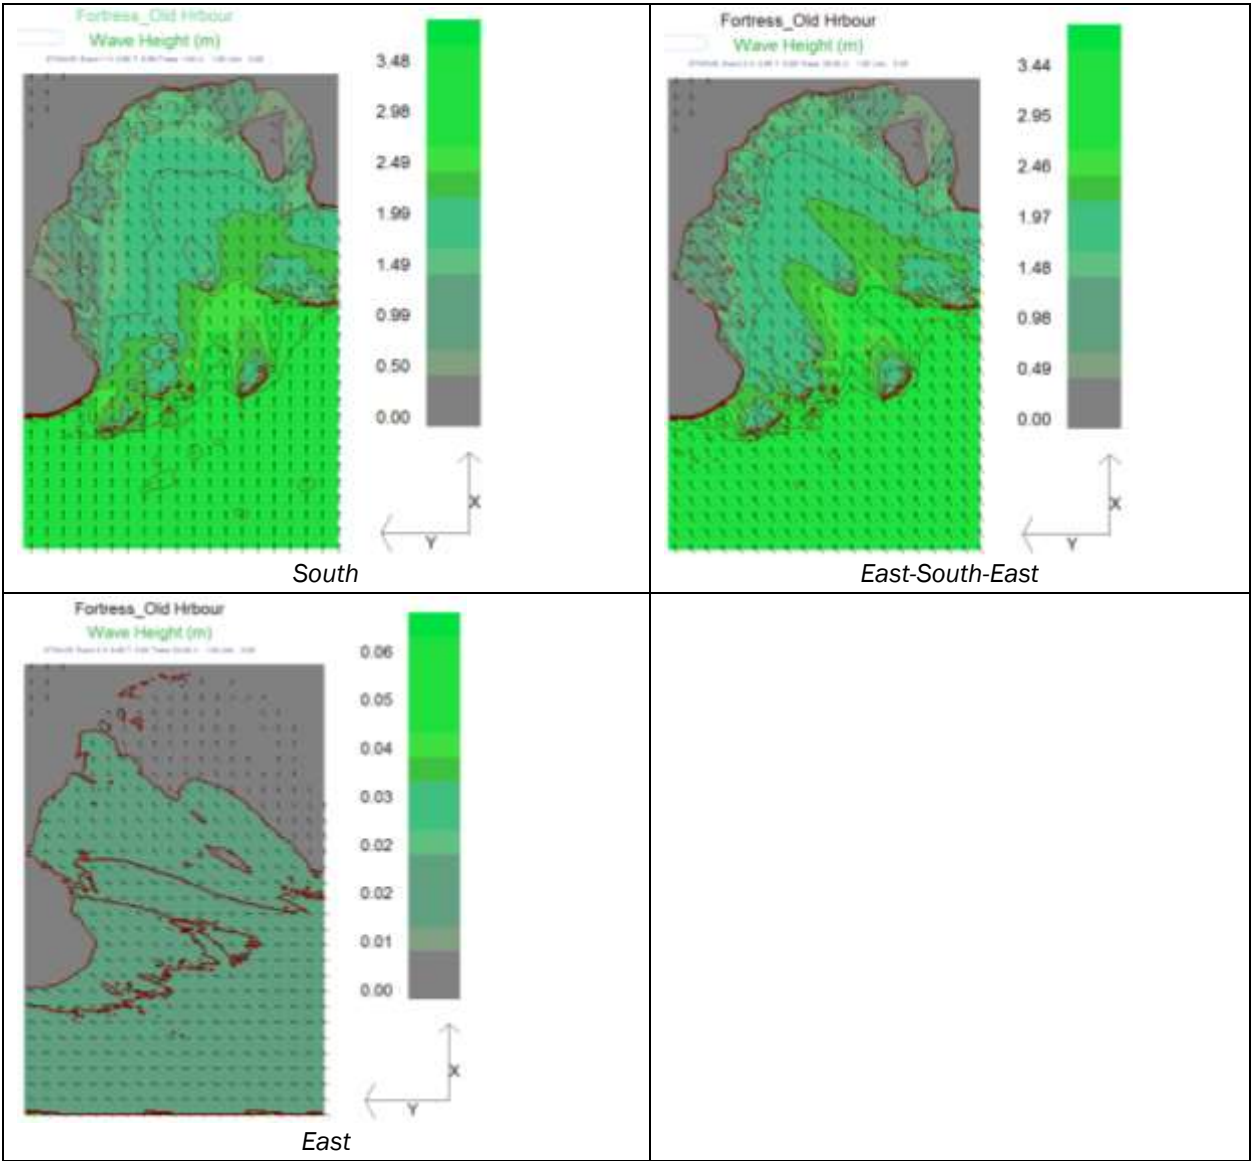 Fortress_Old Hrbour
Wave Height (m)
3.48
2.98
2.49
1.99
1.49
0.99
0.50
0.00
X
Y
South
Fortress_Old Hrbour
Wave Height (m)
3.44
2.95
2.46
1.97
1.48
0.98
0.49
0.00
X
Y
East-South-East
Fortress_Old Hrbour
Wave Height (m)
0.06
0.05
0.04
0.03
0.02
0.02
0.01
0.00
X
Y
East